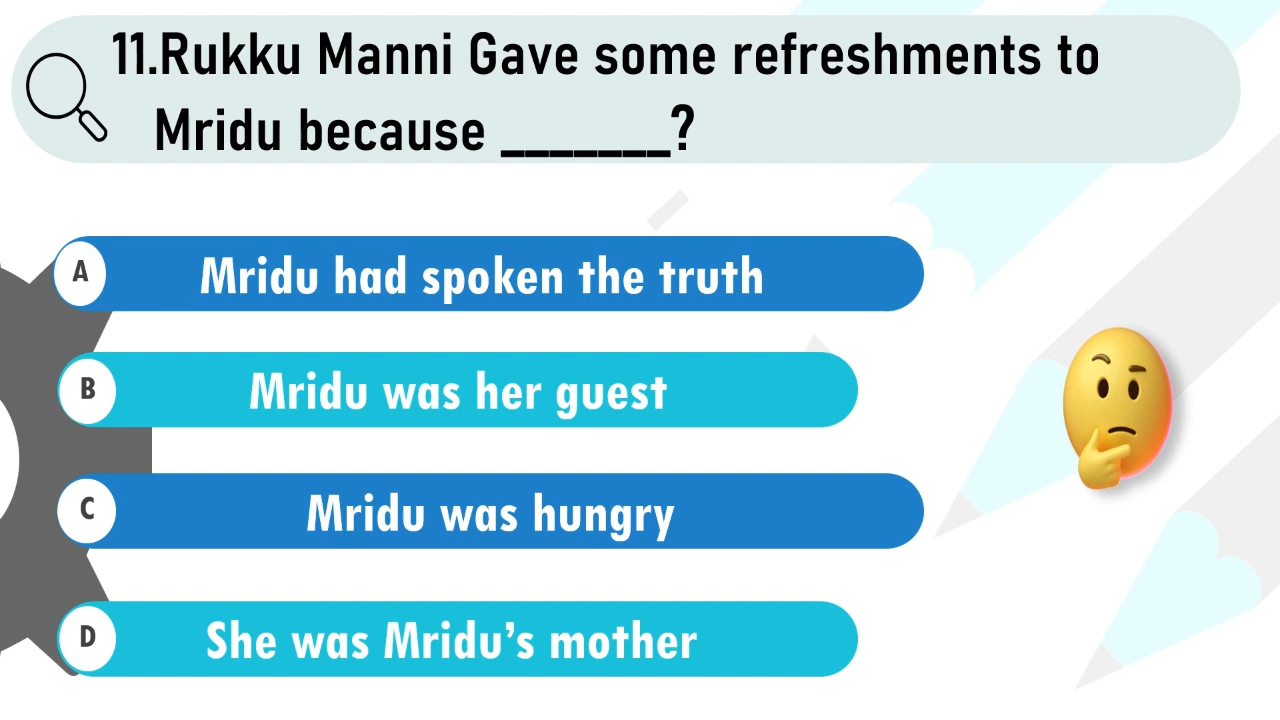 11.Rukku Manni Gave some refreshments to
Mridu because _______?
A
Mridu had spoken the truth
B
Mridu was her guest
C
Mridu was hungry
D
She was Mridu’s mother